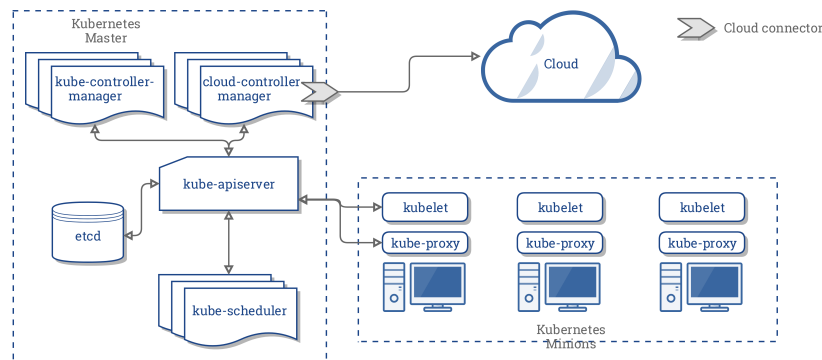 Kubernetes
Master
Cloud connector
kube-controller-
manager
cloud-controller
manager
Cloud
kube-apiserver
etcd
kubelet
kubelet
kubelet
kube-proxy
kube-proxy
kube-proxy
kube-scheduler
Kubernetes
Minions